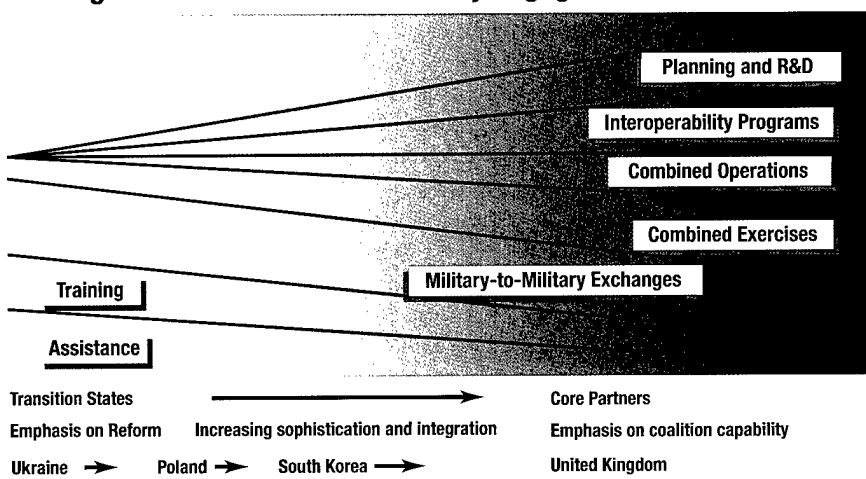 Planning and R&D
Interoperability Programs
Combined Operations
Combined Exercises
Military-to-Military Exchanges
Training
Assistance
Transition States Core Partners
Emphasis on Reform Increasing sophistication and integration Emphasis on coalition capability
Ukraine Poland South Korea United Kingdom